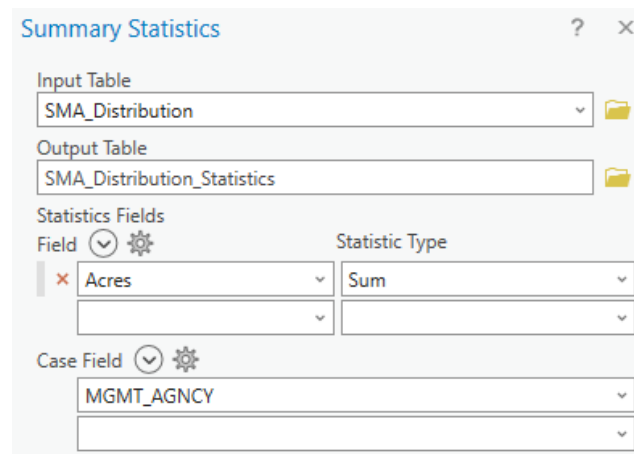 Summary Statistics ? ×
Input Table
SMA_Distribution
Output Table
SMA_Distribution_Statistics
Statistics Fields
Field Statistic Type
Acres Sum
Case Field
MGMT_AGNCY